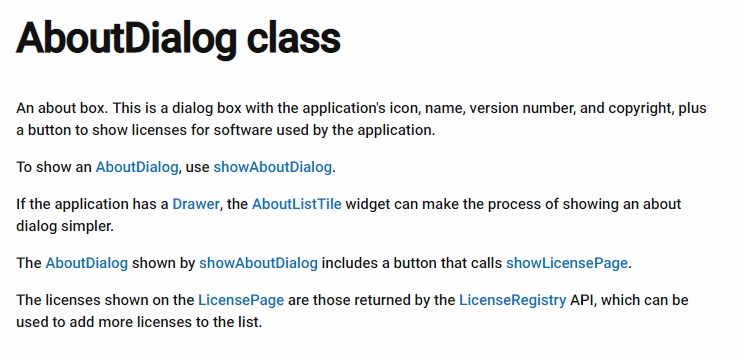 AboutDialog class
An about box. This is a dialog box with the application's icon, name, version number, and copyright, plus
a button to show licenses for software used by the application.
To show an AboutDialog, use showAboutDialog.
If the application has a Drawer, the AboutListTile widget can make the process of showing an about
dialog simpler.
The AboutDialog shown by showAboutDialog includes a button that calls showLicensePage.
The licenses shown on the LicensePage are those returned by the LicenseRegistry API, which can be
used to add more licenses to the list.